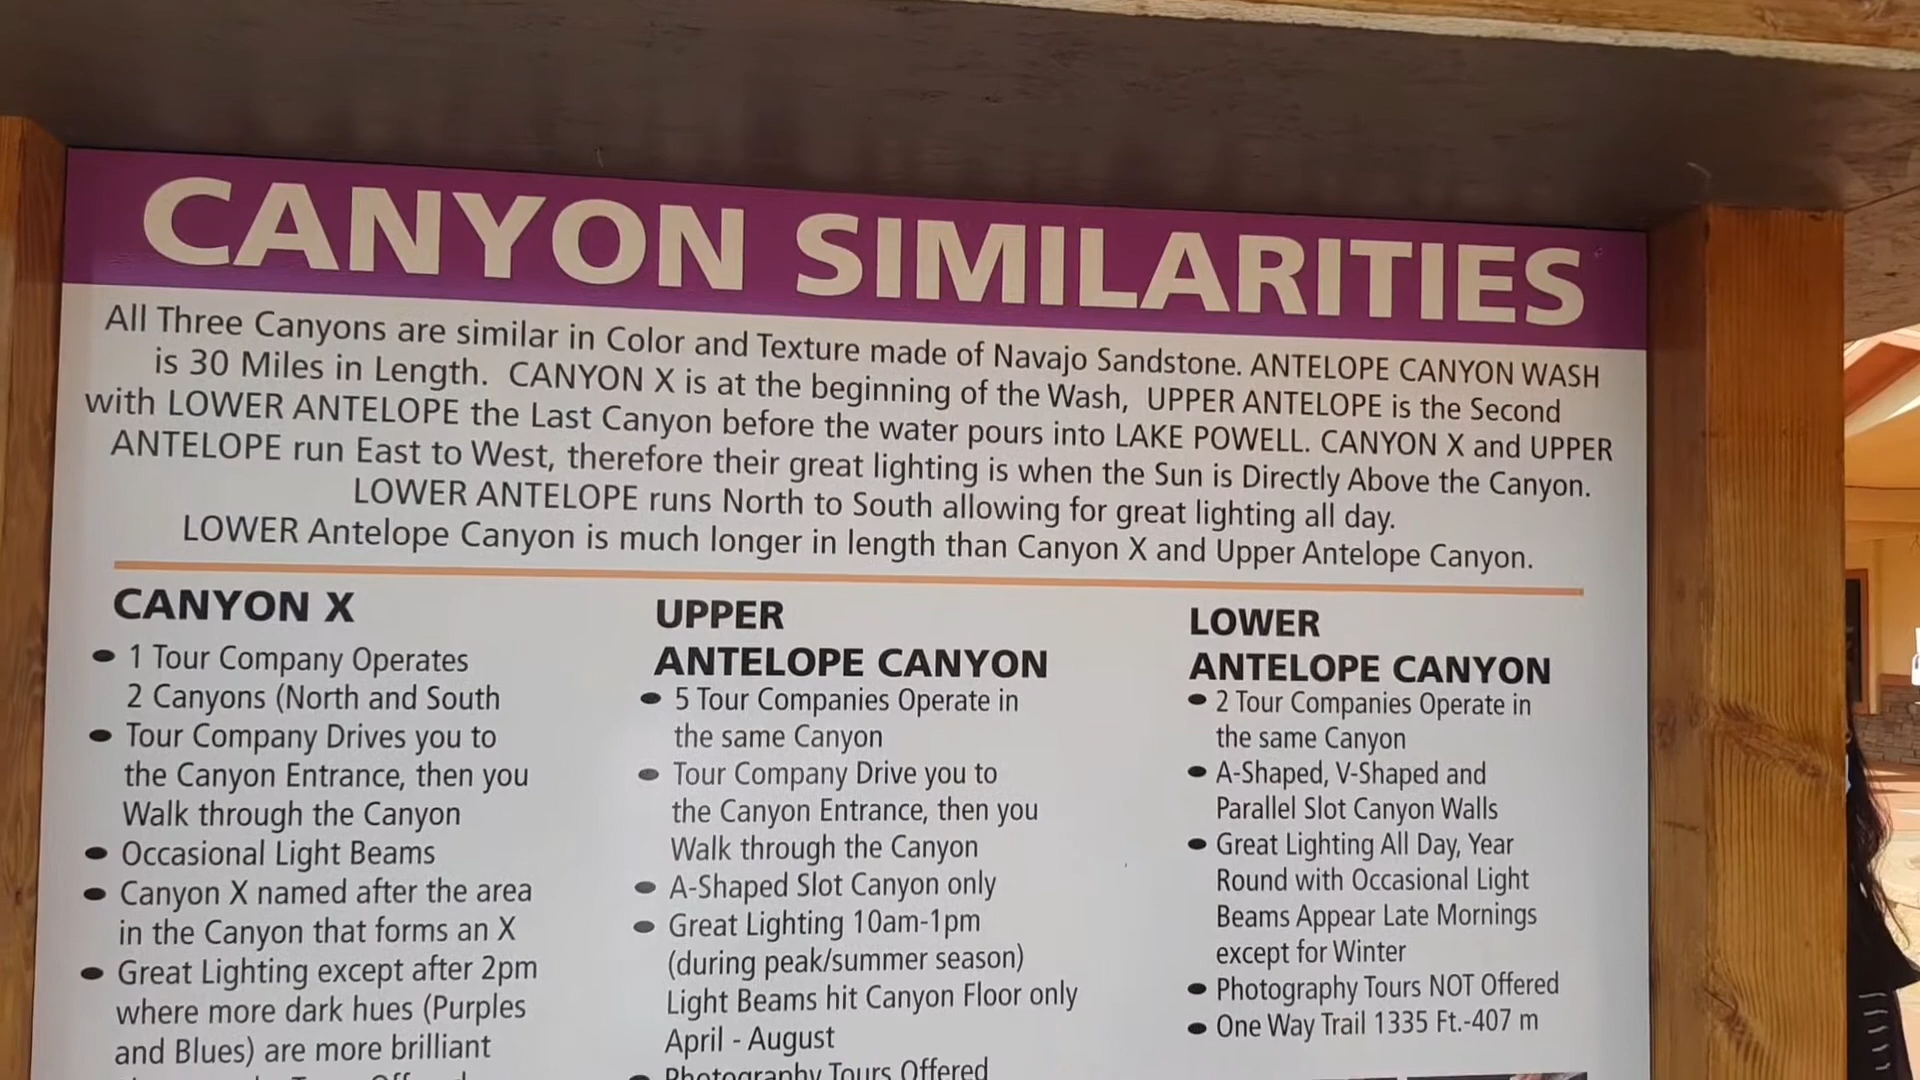 CANYON SIMILARITIES
All Three Canyons are similar in Color and Texture made of Navajo Sandstone. ANTELOPE CANYON WASH
is 30 Miles in Length. CANYON X is at the beginning of the Wash, UPPER ANTELOPE is the Second
with LOWER ANTELOPE the Last Canyon before the water pours into LAKE POWELL. CANYON X and UPPER
ANTELOPE run East to West, therefore their great lighting is when the Sun is Directly Above the Canyon.
LOWER ANTELOPE runs North to South allowing for great lighting all day.
LOWER Antelope Canyon is much longer in length than Canyon X and Upper Antelope Canyon.
CANYON X
• 1 Tour Company Operates
2 Canyons (North and South
• Tour Company Drives you to
the Canyon Entrance, then you
Walk through the Canyon
• Occasional Light Beams
• Canyon X named after the area
in the Canyon that forms an X
• Great Lighting except after 2pm
where more dark hues (Purples
and Blues) are more brilliant
UPPER
ANTELOPE CANYON
• 5 Tour Companies Operate in
the same Canyon
• Tour Company Drive you to
the Canyon Entrance, then you
Walk through the Canyon
• A-Shaped Slot Canyon only
• Great Lighting 10am-1pm
(during peak/summer season)
Light Beams hit Canyon Floor only
April - August
• Photography Tours Offered
LOWER
ANTELOPE CANYON
• 2 Tour Companies Operate in
the same Canyon
• A-Shaped, V-Shaped and
Parallel Slot Canyon Walls
• Great Lighting All Day, Year
Round with Occasional Light
Beams Appear Late Mornings
except for Winter
• Photography Tours NOT Offered
• One Way Trail 1335 Ft.-407 m